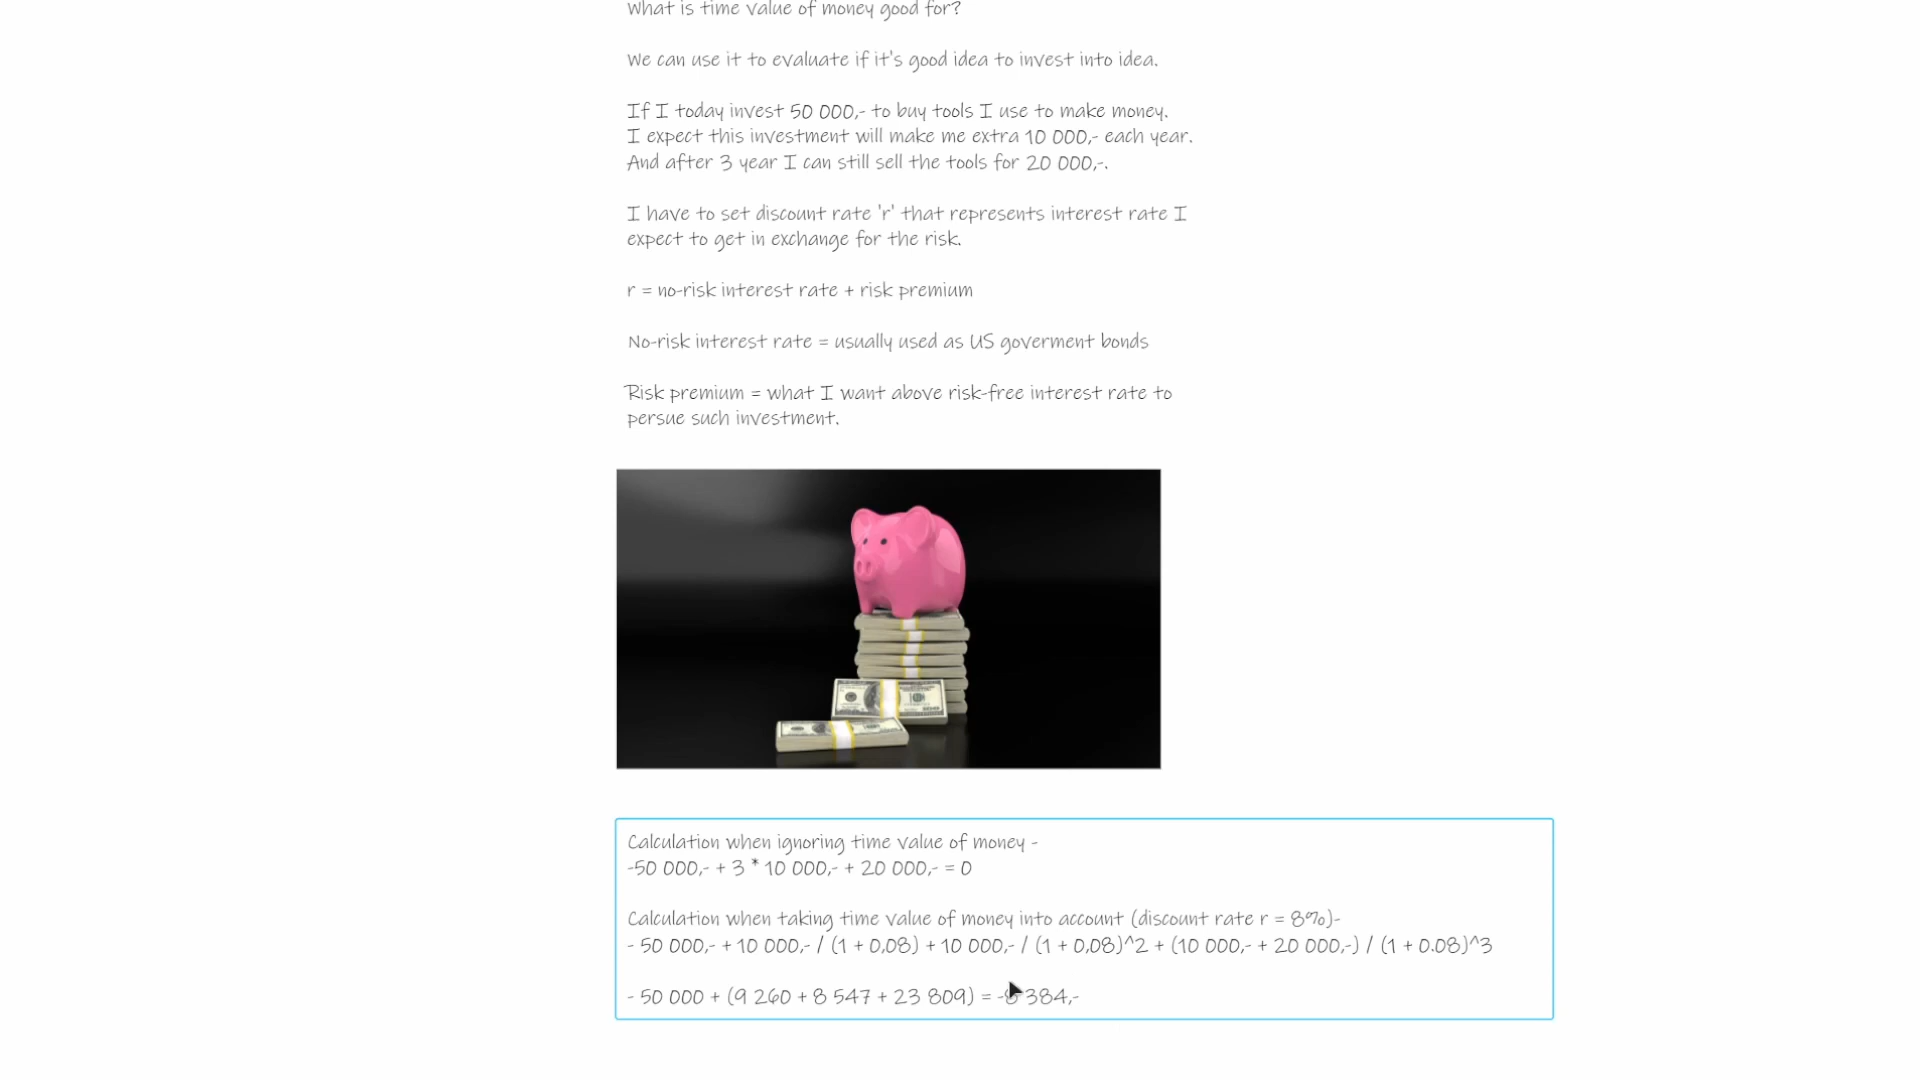 What is time value of money good for?
We can use it to evaluate if it's good idea to invest into idea.
If I today invest 50 000,- to buy tools I use to make money.
I expect this investment will make me extra 10 000,- each year.
And after 3 year I can still sell the tools for 20 000,-.
I have to set discount rate 'r' that represents interest rate I
expect to get in exchange for the risk.
r = no-risk interest rate + risk premium
No-risk interest rate = usually used as US goverment bonds
Risk premium = what I want above risk-free interest rate to
persue such investment.
Calculation when ignoring time value of money -
-50 000,- + 3 * 10 000,- + 20 000,- = 0
Calculation when taking time value of money into account (discount rate r = 8%)-
- 50 000,- + 10 000,- / (1 + 0,08) + 10 000,- / (1 + 0,08)^2 + (10 000,- + 20 000,-) / (1 + 0.08)^3
- 50 000 + (9 260 + 8 547 + 23 809) = -8 384,-